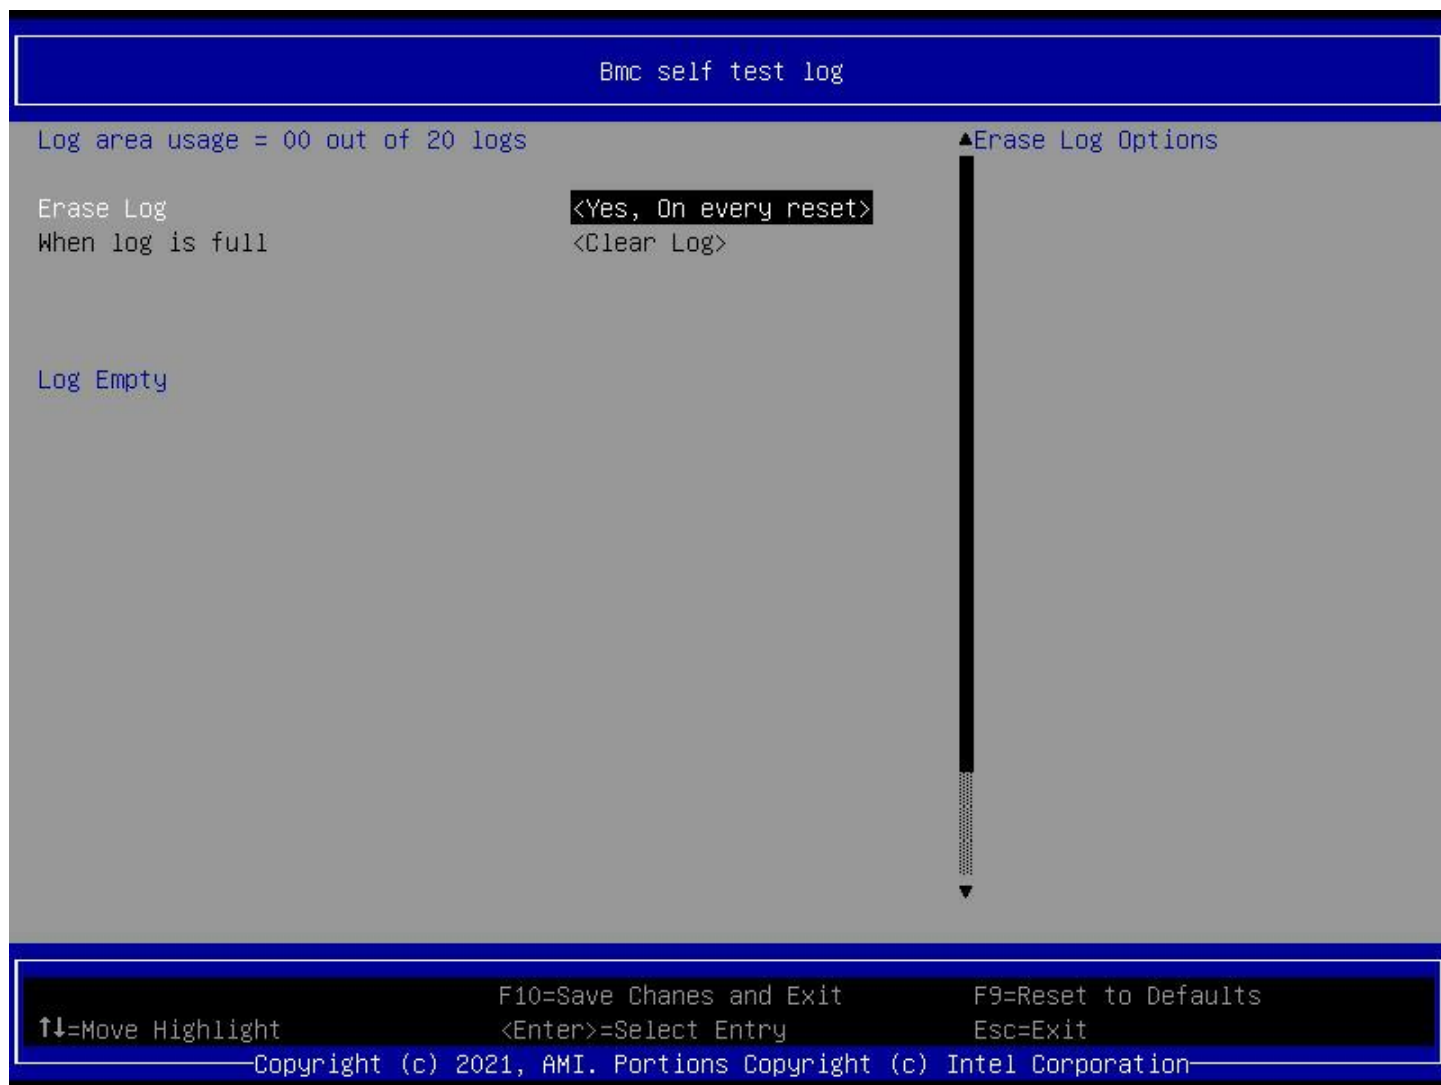 Bmc self test log
Log area usage = 00 out of 20 logs
Erase Log Options
Erase Log <Yes, On every reset>
When log is full <Clear Log>
Log Empty
F10=Save Chanes and Exit F9=Reset to Defaults
↑↓=Move Highlight <Enter>=Select Entry Esc=Exit
Copyright (c) 2021, AMI. Portions Copyright (c) Intel Corporation